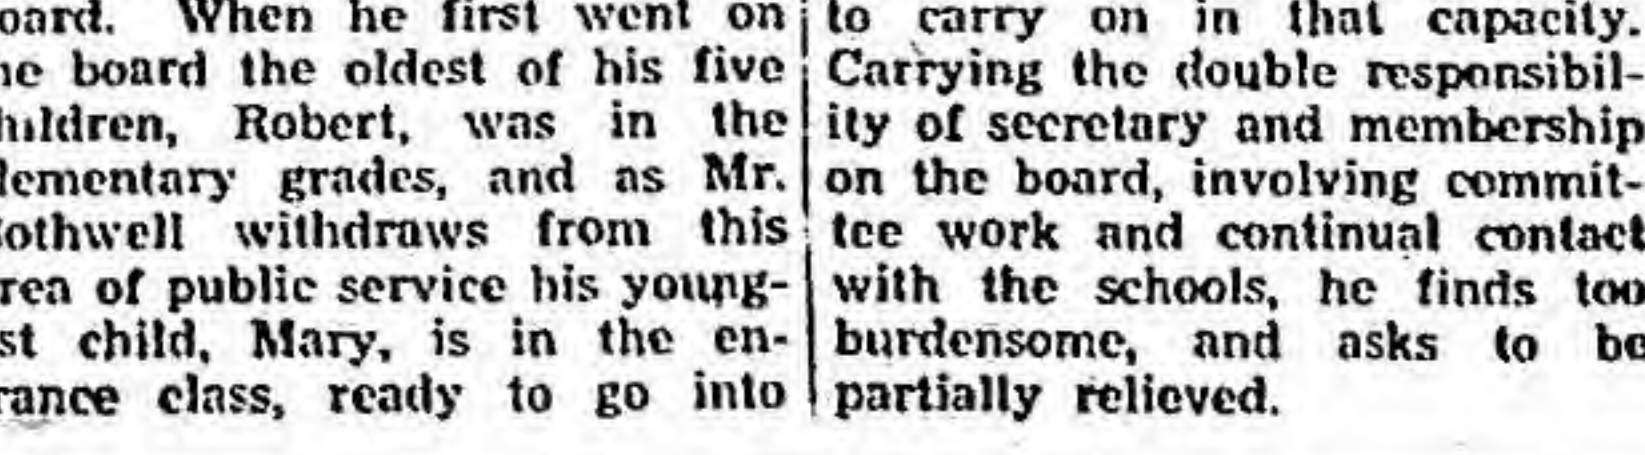 oard. When he first went on
he board the oldest of his five
hildren, Robert, was in the
lementary grades, and as Mr.
othwell withdraws from this
rea of public service his young-
st child, Mary, is in the en-
rance class, ready to go into
to carry on in that capacity.
Carrying the double responsibil-
ity of secretary and membership
on the board, involving commit-
tee work and continual contact
with the schools, he finds too
burdensome, and asks to be
partially relieved.